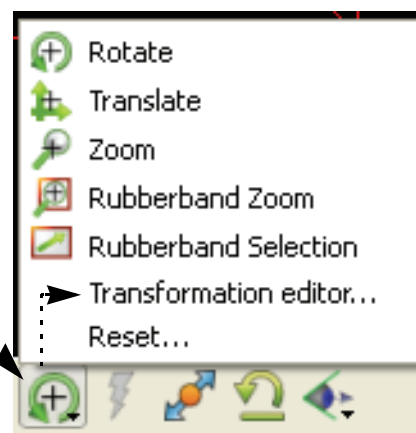 Rotate
Translate
Zoom
Rubberband Zoom
Rubberband Selection
Transformation editor...
Reset...